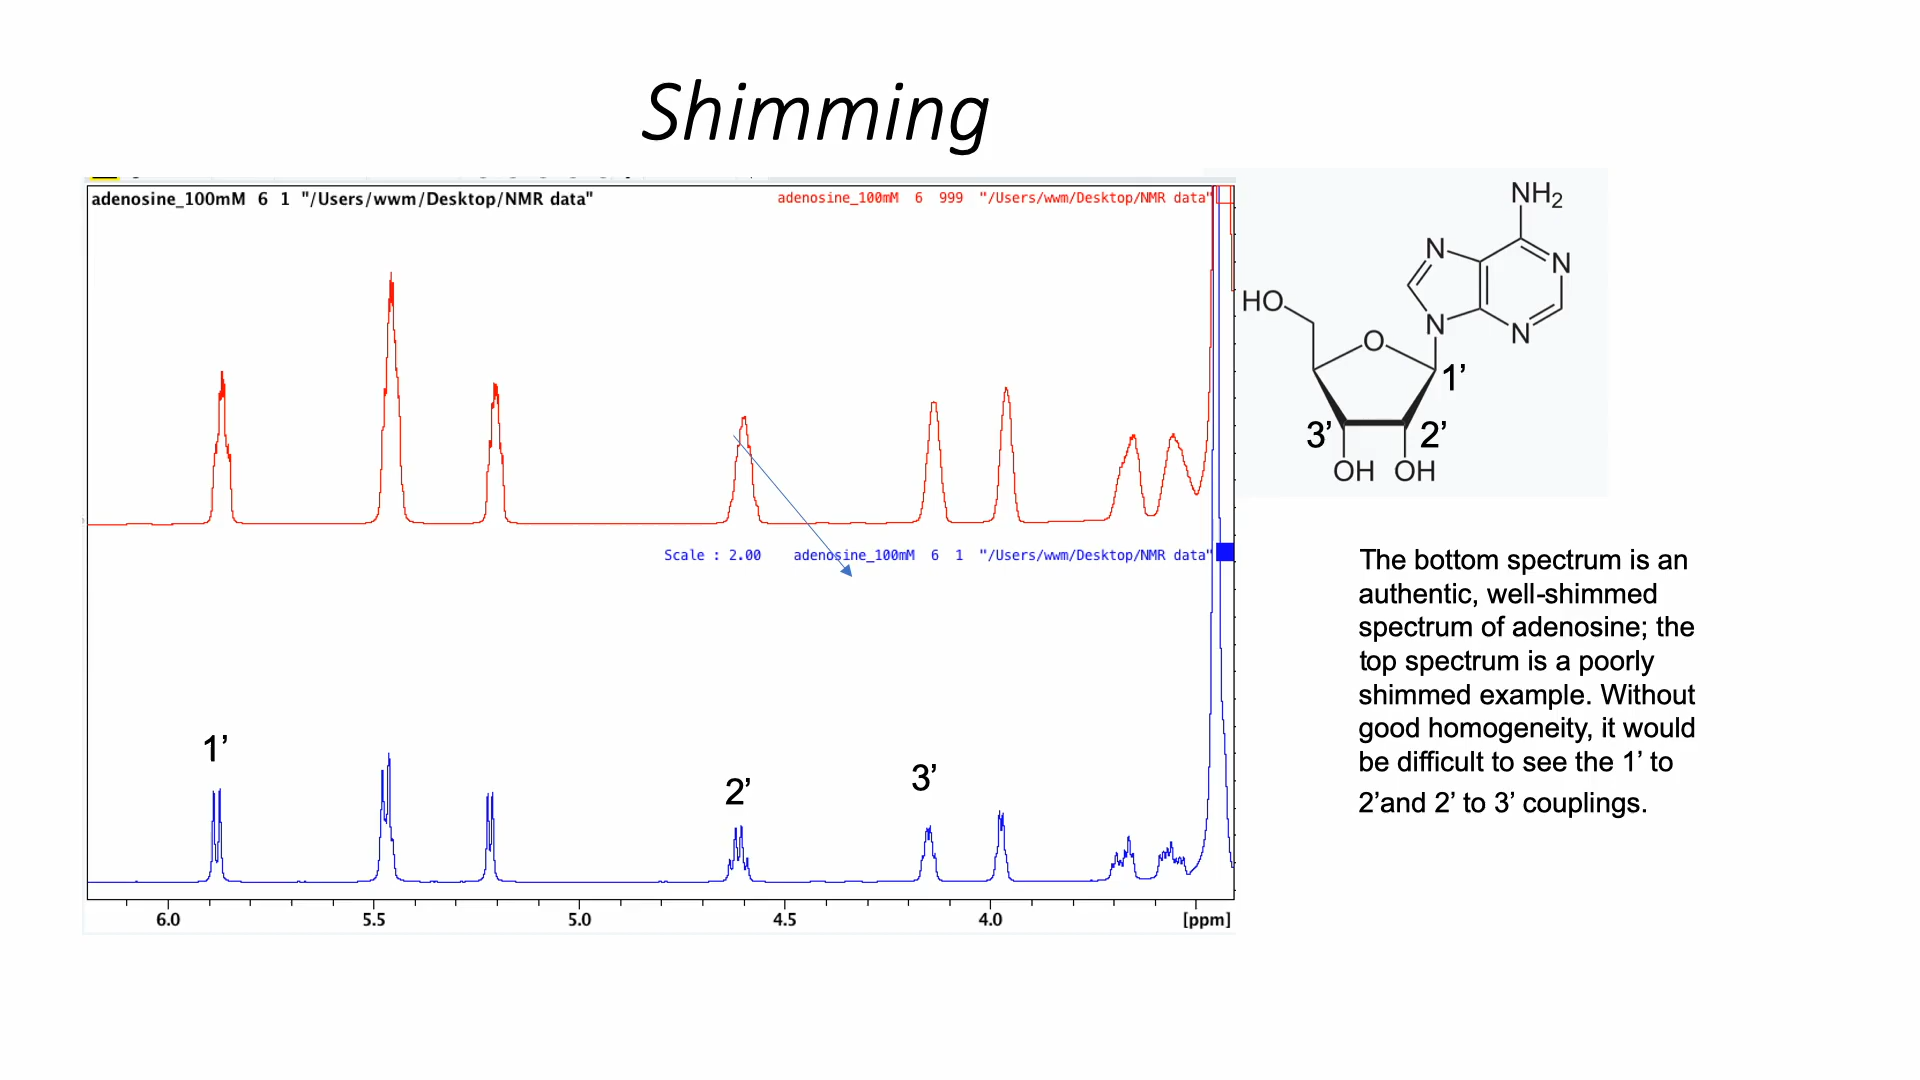 Shimming
adenosine_100mM 6 1 "/Users/wwm/Desktop/NMR data"
adenosine_100mM 6 999 "/Users/wwm/Desktop/NMR data"
Scale : 2.00 adenosine_100mM 6 1 "/Users/wwm/Desktop/NMR data"
1’
2’
3’
6.0 5.5 5.0 4.5 4.0 [ppm]
NH2
N
N
N
N
HO
O
1’
3’
2’
OH OH
The bottom spectrum is an
authentic, well-shimmed
spectrum of adenosine; the
top spectrum is a poorly
shimmed example. Without
good homogeneity, it would
be difficult to see the 1’ to
2’and 2’ to 3’ couplings.